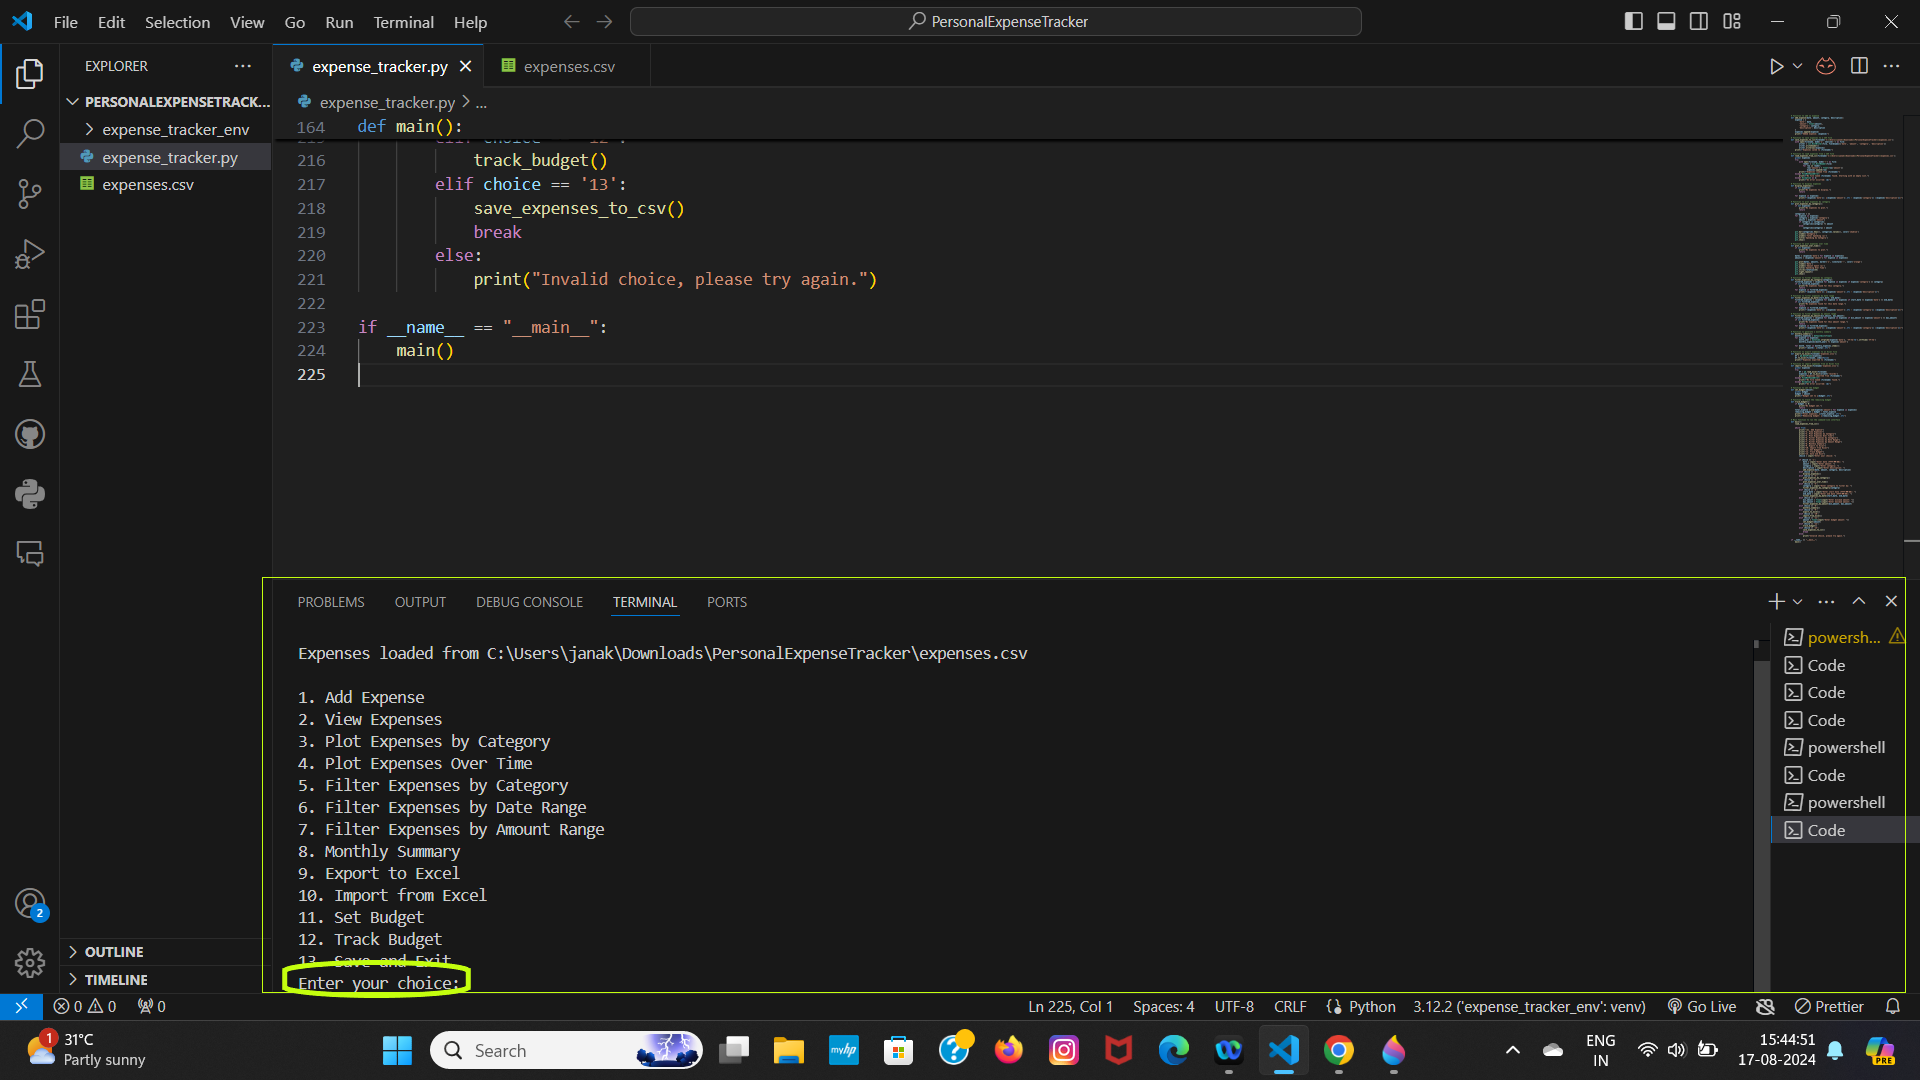 File Edit Selection View Go Run Terminal Help
PersonalExpenseTracker
EXPLORER
PERSONALEXPENSETRACK...
expense_tracker_env
expense_tracker.py
expenses.csv
OUTLINE
TIMELINE
expense_tracker.py
expenses.csv
expense_tracker.py > ...
164 def main():
216 track_budget()
217 elif choice == '13':
218 save_expenses_to_csv()
219 break
220 else:
221 print("Invalid choice, please try again.")
222
223 if __name__ == "__main__":
224 main()
225
PROBLEMS OUTPUT DEBUG CONSOLE TERMINAL PORTS
Expenses loaded from C:\Users\janak\Downloads\PersonalExpenseTracker\expenses.csv
1. Add Expense
2. View Expenses
3. Plot Expenses by Category
4. Plot Expenses Over Time
5. Filter Expenses by Category
6. Filter Expenses by Date Range
7. Filter Expenses by Amount Range
8. Monthly Summary
9. Export to Excel
10. Import from Excel
11. Set Budget
12. Track Budget
13. Save and Exit
Enter your choice:
powersh...
Code
Code
Code
powershell
Code
powershell
Code
2
0 0 0
Ln 225, Col 1 Spaces: 4 UTF-8 CRLF Python 3.12.2 ('expense_tracker_env': venv) Go Live Prettier
1
31°C
Partly sunny
Search
myhp
ENG
IN
15:44:51
17-08-2024
PRE